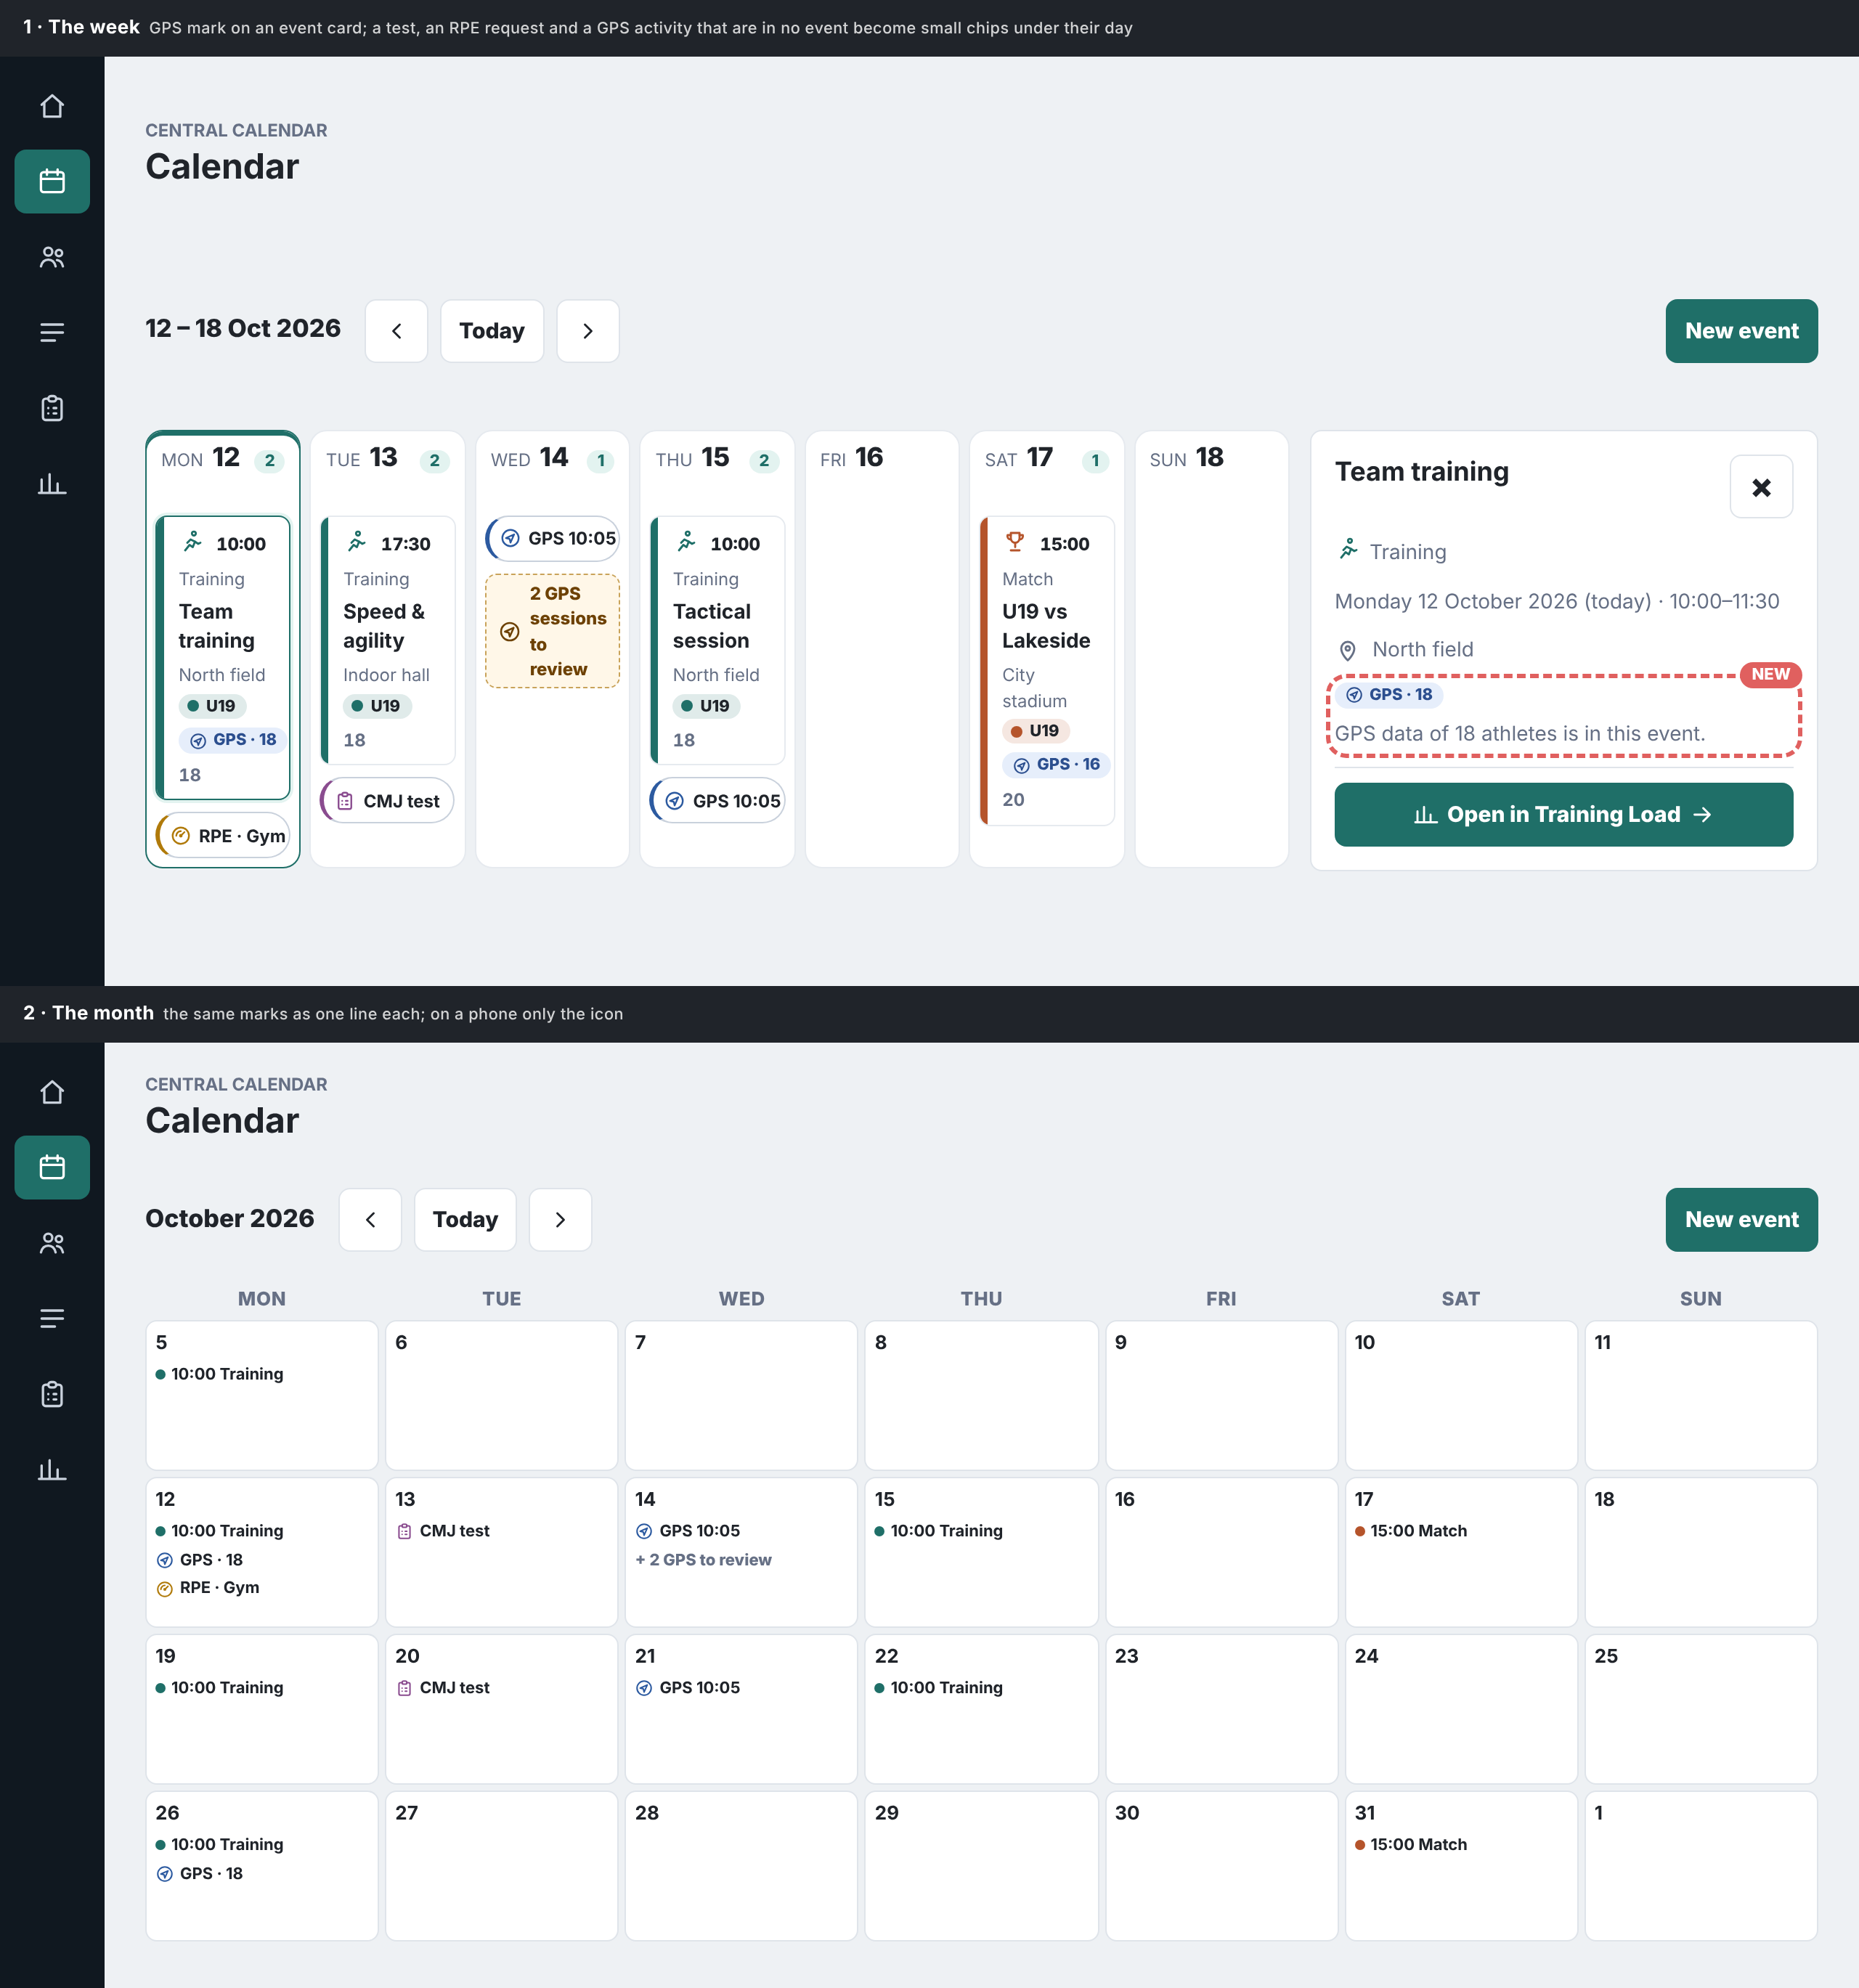 1 · The week GPS mark on an event card; a test, an RPE request and a GPS activity that are in no event become small chips under their day
CENTRAL CALENDAR
Calendar
12 – 18 Oct 2026
Today
New event
MON 12 2
10:00
Training
Team
training
North field
U19
GPS · 18
18
RPE · Gym
TUE 13 2
17:30
Training
Speed &
agility
Indoor hall
U19
18
CMJ test
WED 14 1
GPS 10:05
2 GPS
sessions
to
review
THU 15 2
10:00
Training
Tactical
session
North field
U19
18
GPS 10:05
FRI 16
SAT 17 1
15:00
Match
U19 vs
Lakeside
City
stadium
U19
GPS · 16
20
SUN 18
Team training
Training
Monday 12 October 2026 (today) · 10:00–11:30
North field
NEW
GPS · 18
GPS data of 18 athletes is in this event.
Open in Training Load →
2 · The month the same marks as one line each; on a phone only the icon
CENTRAL CALENDAR
Calendar
October 2026
Today
New event
MON TUE WED THU FRI SAT SUN
5
10:00 Training
6
7
8
9
10
11
12
10:00 Training
GPS · 18
RPE · Gym
13
CMJ test
14
GPS 10:05
+ 2 GPS to review
15
10:00 Training
16
17
15:00 Match
18
19
10:00 Training
20
CMJ test
21
GPS 10:05
22
10:00 Training
23
24
25
26
10:00 Training
GPS · 18
27
28
29
30
31
15:00 Match
1